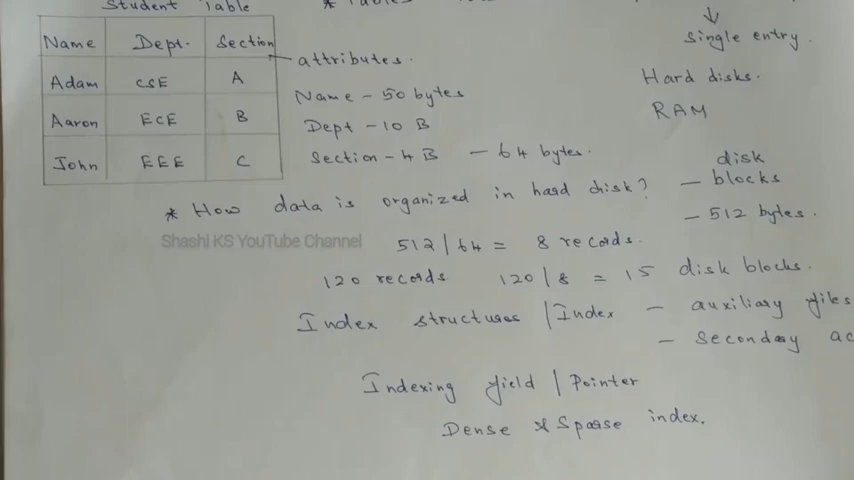 Student Table * Tables
single entry.
Name Dept. Section
attributes.
Hard disks.
Adam CSE A
Name - 50 bytes
RAM
Aaron ECE B
Dept - 10 B
John EEE C
Section - 4 B - 64 bytes.
disk
* How data is organized in hard disk? - blocks
- 512 bytes.
Shashi KS YouTube Channel
512 / 64 = 8 records.
120 records 120 / 8 = 15 disk blocks.
Index structures / Index - auxiliary files
- Secondary ac
Indexing field / Pointer
Dense & Sparse index.